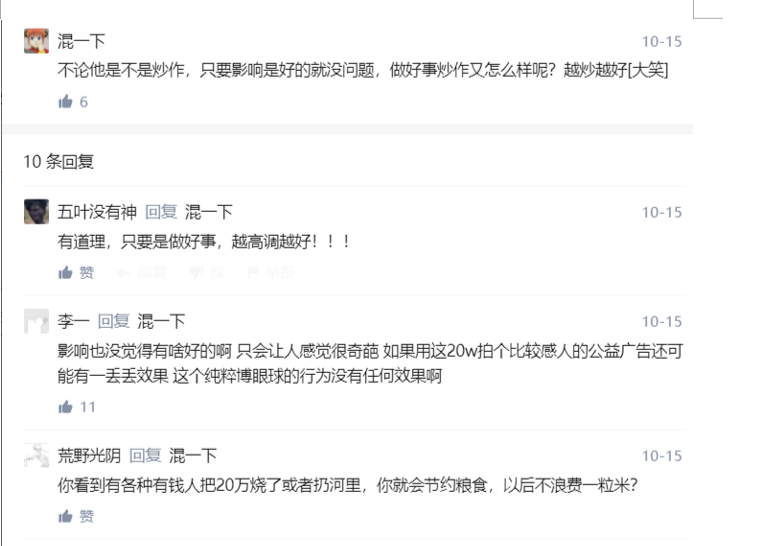 混一下 10-15
不论他是不是炒作，只要影响是好的就没问题，做好事炒作又怎么样呢？越炒越好[大笑]
6
10 条回复
五叶没有神 回复 混一下 10-15
有道理，只要是做好事，越高调越好！！！
赞 回复 踩 举报
李一 回复 混一下 10-15
影响也没觉得有啥好的啊 只会让人感觉很奇葩 如果用这20w拍个比较感人的公益广告还可
能有一丢丢效果 这个纯粹博眼球的行为没有任何效果啊
11
荒野光阴 回复 混一下 10-15
你看到有各种有钱人把20万烧了或者扔河里，你就会节约粮食，以后不浪费一粒米？
赞